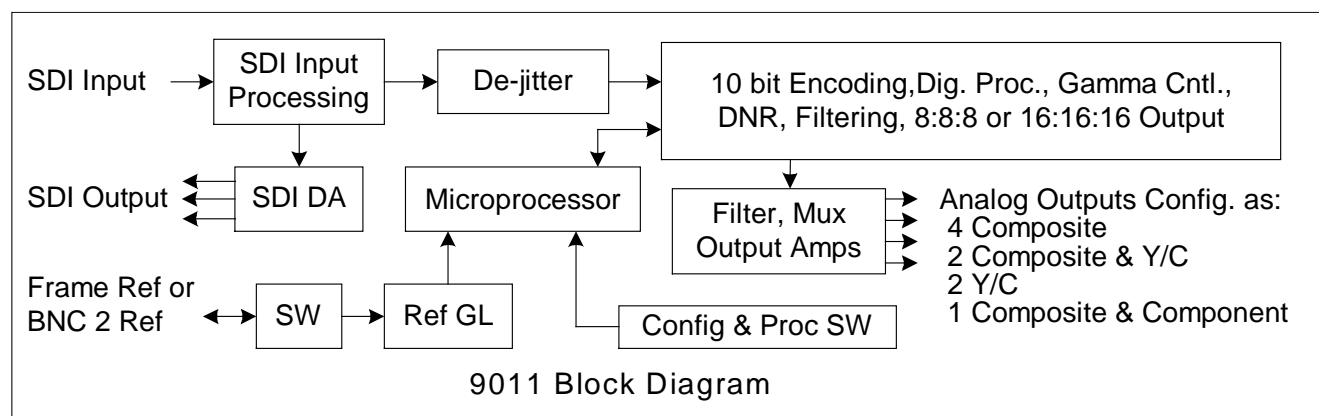 SDI Input
SDI Input
Processing
De-jitter
10 bit Encoding,Dig. Proc., Gamma Cntl.,
DNR, Filtering, 8:8:8 or 16:16:16 Output
SDI Output
SDI DA
Microprocessor
Filter, Mux
Output Amps
Analog Outputs Config. as:
4 Composite
2 Composite & Y/C
2 Y/C
1 Composite & Component
Frame Ref or
BNC 2 Ref
SW
Ref GL
Config & Proc SW
9011 Block Diagram